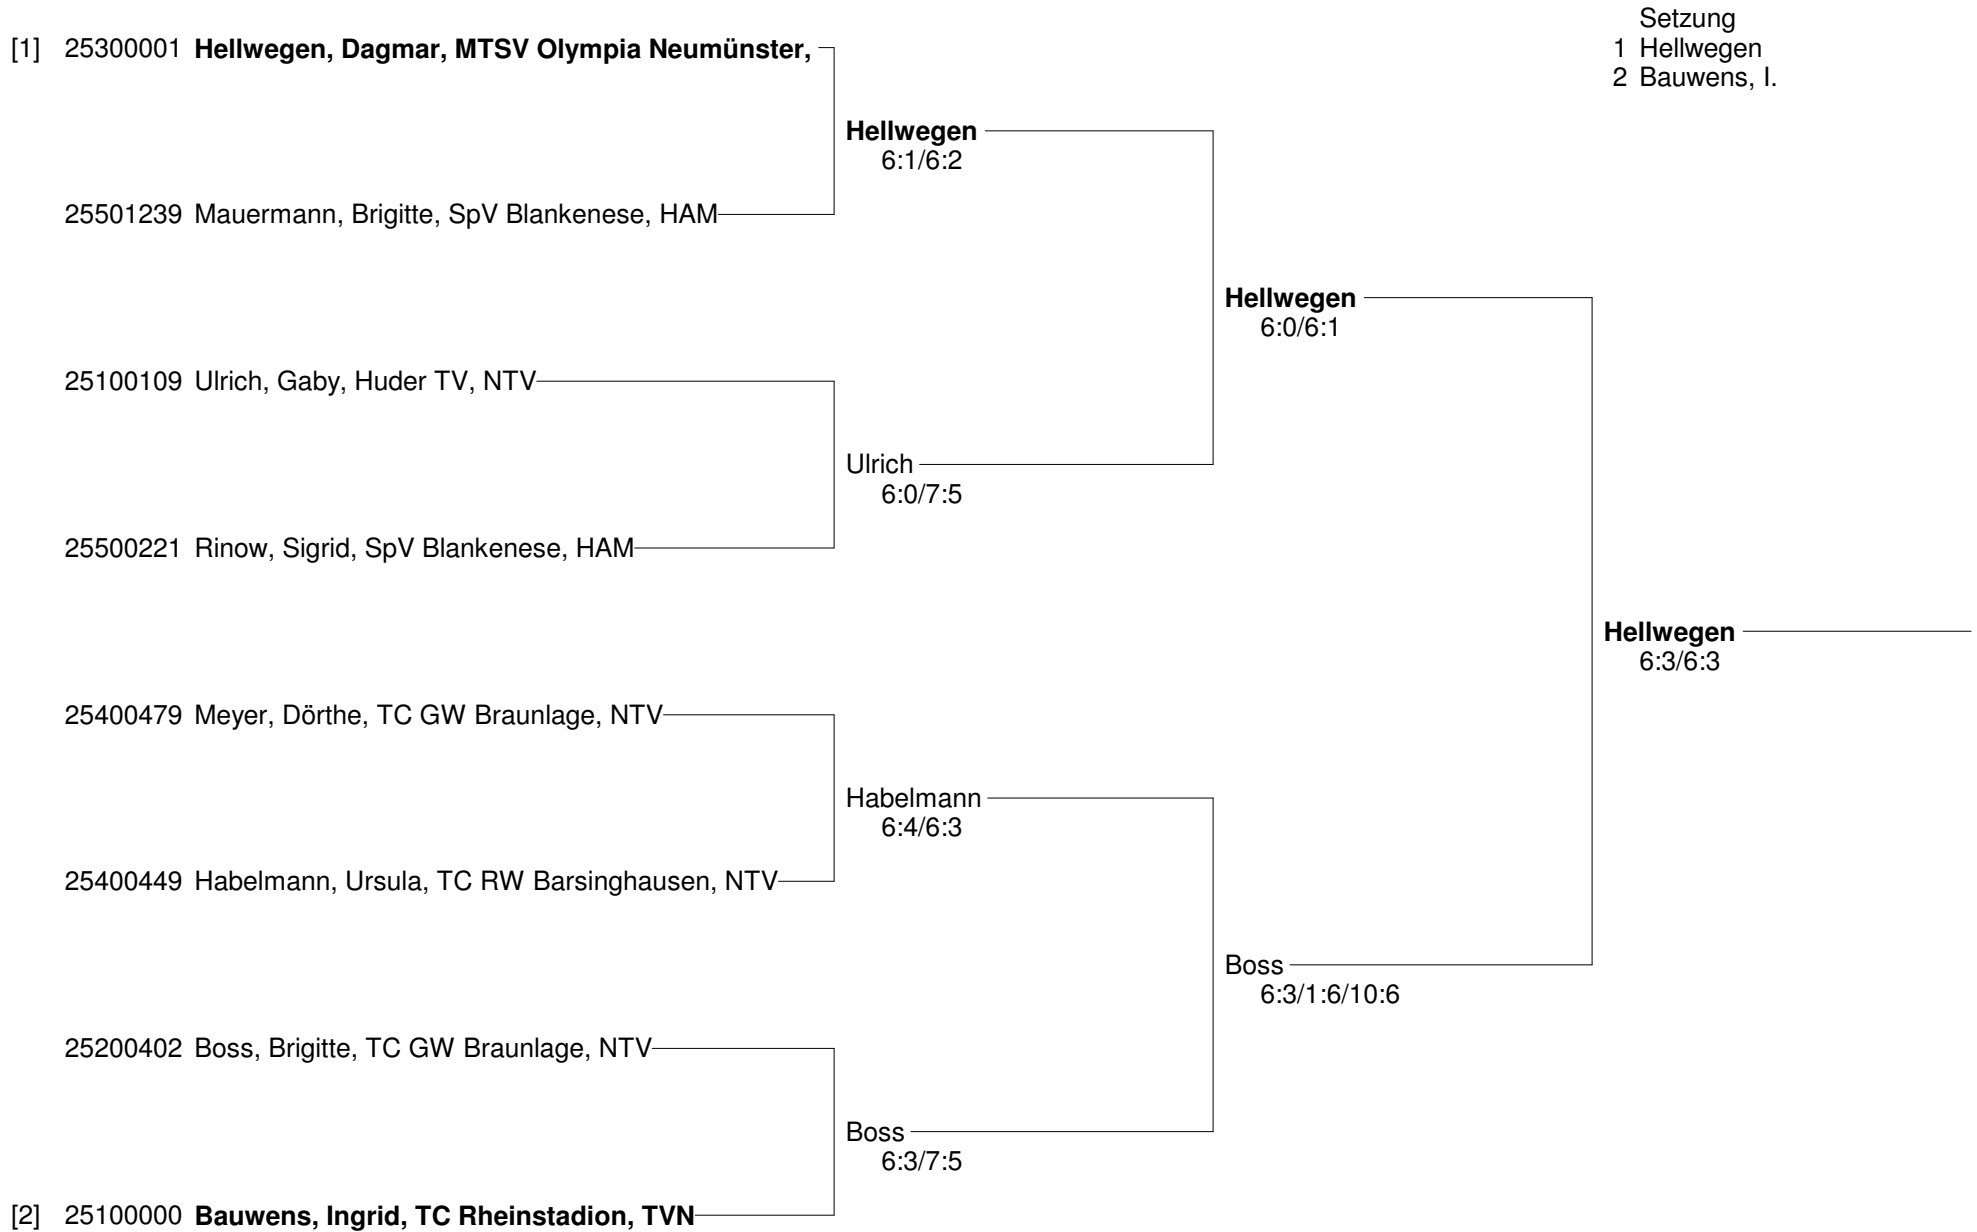 Setzung
1 Hellwegen
2 Bauwens, I.
[1] 25300001 Hellwegen, Dagmar, MTSV Olympia Neumünster,
Hellwegen
6:1/6:2
25501239 Mauermann, Brigitte, SpV Blankenese, HAM
Hellwegen
6:0/6:1
25100109 Ulrich, Gaby, Huder TV, NTV
Ulrich
6:0/7:5
25500221 Rinow, Sigrid, SpV Blankenese, HAM
Hellwegen
6:3/6:3
25400479 Meyer, Dörthe, TC GW Braunlage, NTV
Habelmann
6:4/6:3
25400449 Habelmann, Ursula, TC RW Barsinghausen, NTV
Boss
6:3/1:6/10:6
25200402 Boss, Brigitte, TC GW Braunlage, NTV
Boss
6:3/7:5
[2] 25100000 Bauwens, Ingrid, TC Rheinstadion, TVN